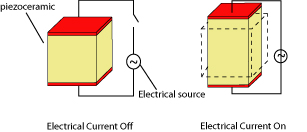 piezoceramic
Electrical source
Electrical Current Off
Electrical Current On